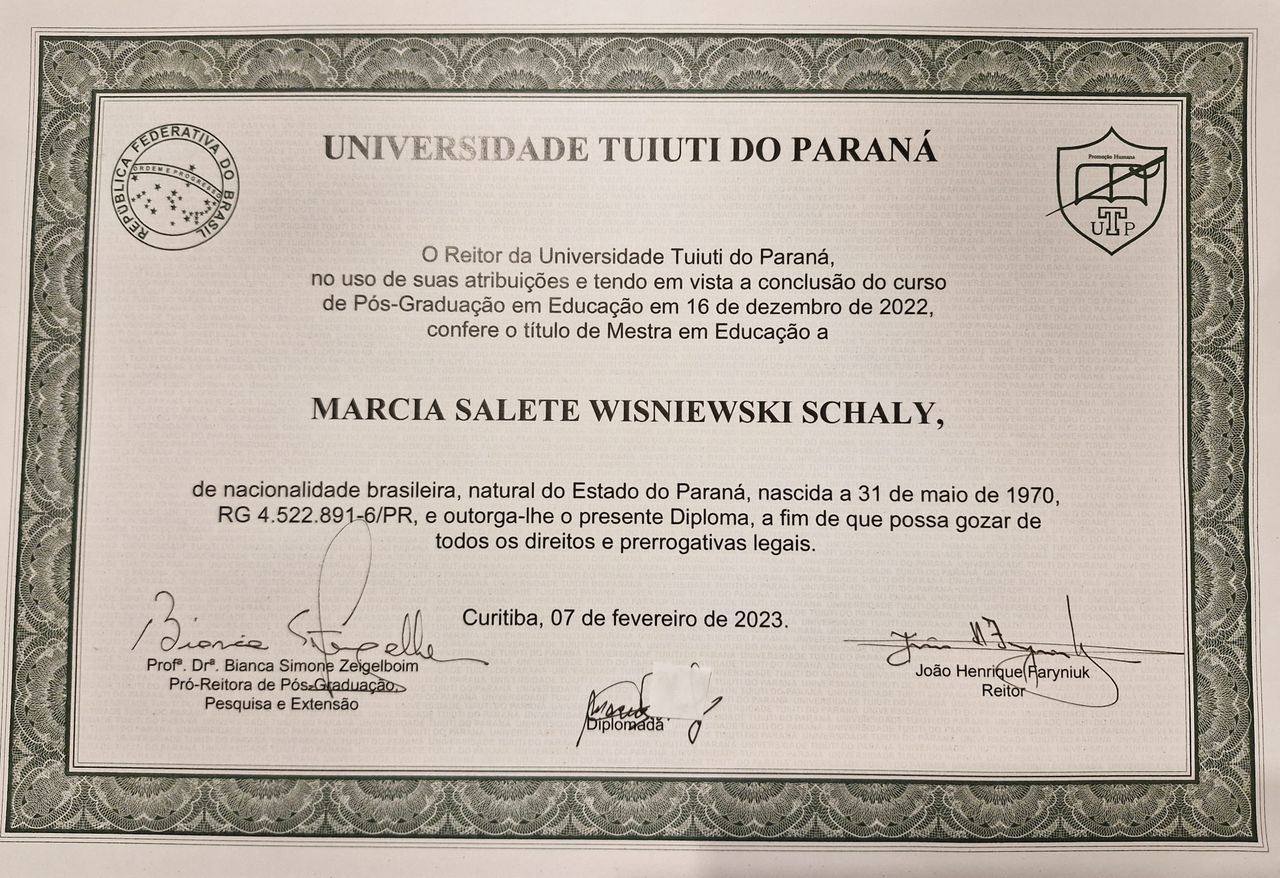 REPÚBLICA FEDERATIVA DO BRASIL
ORDEM E PROGRESSO
UNIVERSIDADE TUIUTI DO PARANÁ
Promoção Humana
UTP
O Reitor da Universidade Tuiuti do Paraná,
no uso de suas atribuições e tendo em vista a conclusão do curso
de Pós-Graduação em Educação em 16 de dezembro de 2022,
confere o título de Mestra em Educação a
MARCIA SALETE WISNIEWSKI SCHALY,
de nacionalidade brasileira, natural do Estado do Paraná, nascida a 31 de maio de 1970,
RG 4.522.891-6/PR, e outorga-lhe o presente Diploma, a fim de que possa gozar de
todos os direitos e prerrogativas legais.
Curitiba, 07 de fevereiro de 2023.
Profª. Drª. Bianca Simone Zeigelboim
Pró-Reitora de Pós-Graduação,
Pesquisa e Extensão
João Henrique Faryniuk
Reitor
Diplomada